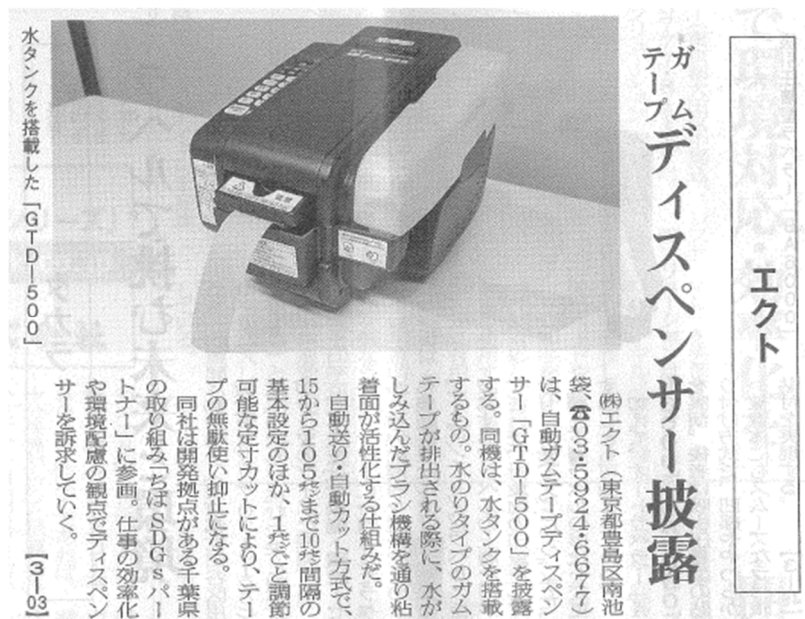 エクト
ガムテープディスペンサー披露
水タンクを搭載した「GTD―500」
㈱エクト（東京都豊島区南池
袋、☎03・5924・6677）
は、自動ガムテープディスペン
サー「GTD―500」を披露
する。同機は、水タンクを搭載
するもの。水のりタイプのガム
テープが排出される際に、水が
しみ込んだブラシ機構を通り粘
着面が活性化する仕組みだ。
自動送り・自動カット方式で、
15から105㌢まで10㌢間隔の
基本設定のほか、1㌢ごと調節
可能な定寸カットにより、テー
プの無駄使い抑止になる。
同社は開発拠点がある千葉県
の取り組み「ちばSDGsパー
トナー」に参画。仕事の効率化
や環境配慮の観点でディスペン
サーを訴求していく。
【3―03】